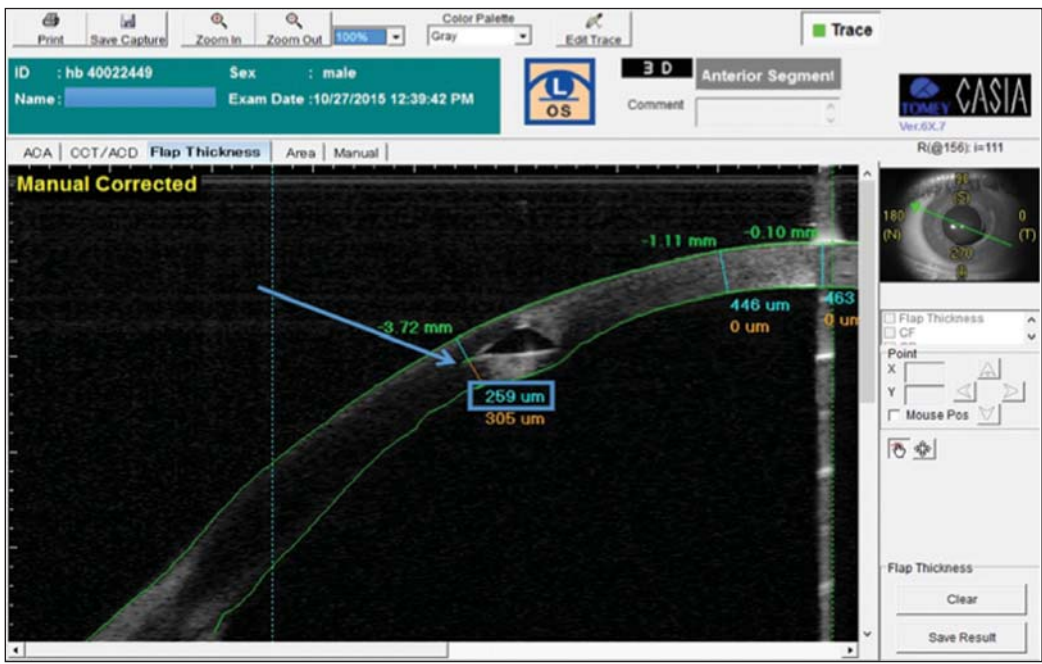 Print Save Capture Zoom In Zoom Out 100% Color Palette Gray Edit Trace Trace
ID : hb 40022449 Sex : male
Name: Exam Date :10/27/2015 12:39:42 PM
L
OS
3 D Anterior Segment
Comment
TOMEY CASIA
Ver.6X.7
ACA CCT/ACD Flap Thickness Area Manual
R(@156): i=111
Manual Corrected
-3.72 mm
-1.11 mm
-0.10 mm
259 um
305 um
446 um
0 um
463
0 um
90
(S)
180
(N)
0
(T)
270
(I)
Flap Thickness
CF
Point
X
Y
Mouse Pos
Flap Thickness
Clear
Save Result